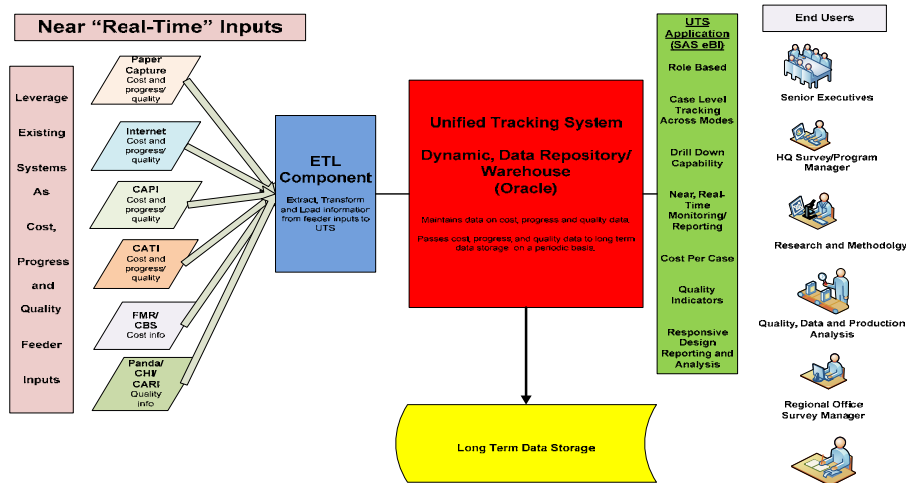 Near “Real-Time” Inputs
Leverage
Existing
Systems
As
Cost,
Progress
and
Quality
Feeder
Inputs
Paper
Capture
Cost and
progress/
quality
Internet
Cost and
progress/
quality
CAPI
Cost and
progress/
quality
CATI
Cost and
progress/
quality
FMR/
CBS
Cost info
Panda/
CHI/
CARI
Quality
info
ETL
Component
Extract, Transform
and Load information
from feeder inputs to
UTS
Unified Tracking System
Dynamic, Data Repository/
Warehouse
(Oracle)
Maintains data on cost, progress and quality data.
Passes cost, progress, and quality data to long term
data storage on a periodic basis.
Long Term Data Storage
UTS
Application
(SAS eBI)
Role Based
Case Level
Tracking
Across Modes
Drill Down
Capability
Near, Real-
Time
Monitoring/
Reporting
Cost Per Case
Quality
Indicators
Responsive
Design
Reporting and
Analysis
End Users
Senior Executives
HQ Survey/Program
Manager
Research and Methodolgy
Quality, Data and Production
Analysis
Regional Office
Survey Manager